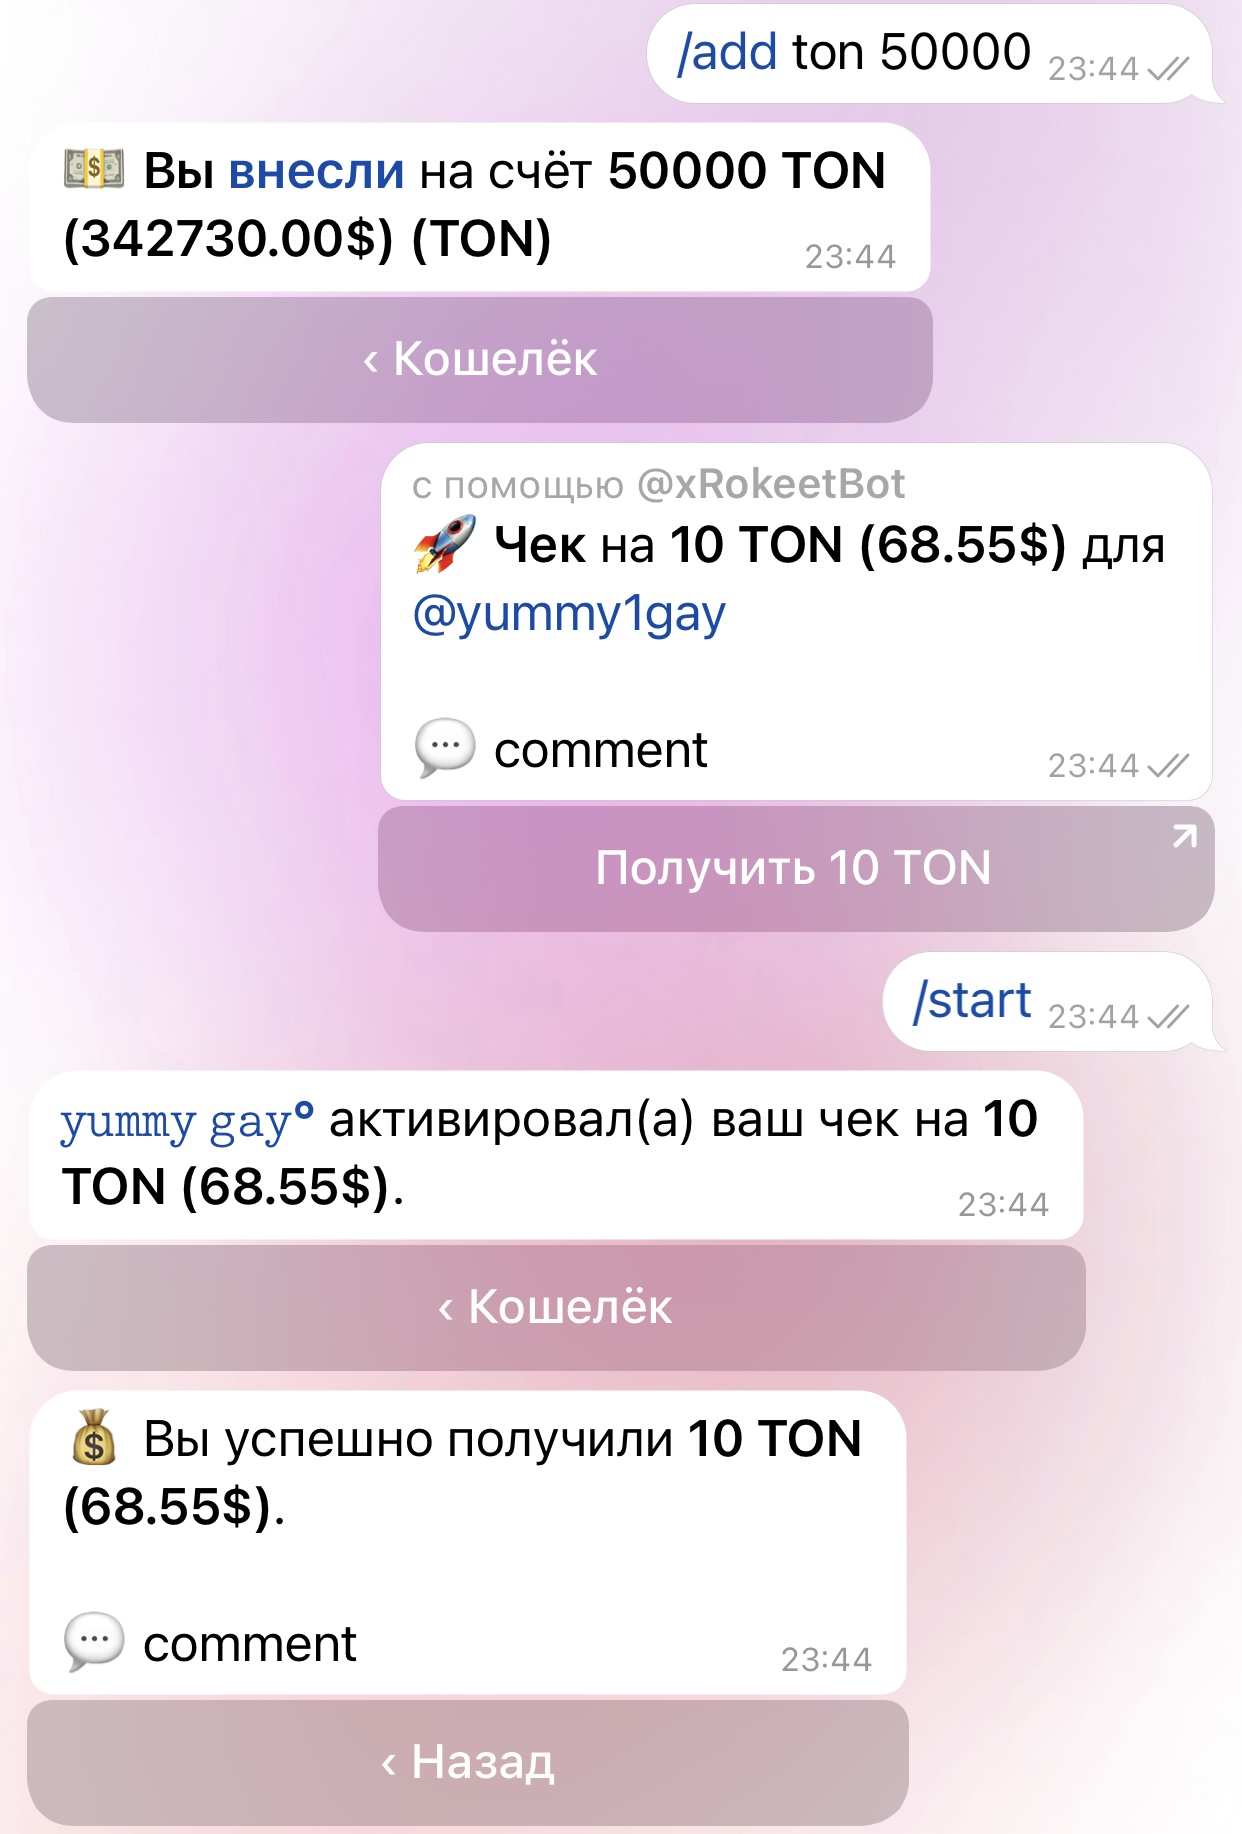 /add ton 50000 23:44
Вы внесли на счёт 50000 TON
(342730.00$) (TON) 23:44
‹ Кошелёк
с помощью @xRokeetBot
Чек на 10 TON (68.55$) для
@yummy1gay
comment 23:44
Получить 10 TON
/start 23:44
yummy gay° активировал(а) ваш чек на 10
TON (68.55$). 23:44
‹ Кошелёк
Вы успешно получили 10 TON
(68.55$).
comment 23:44
‹ Назад